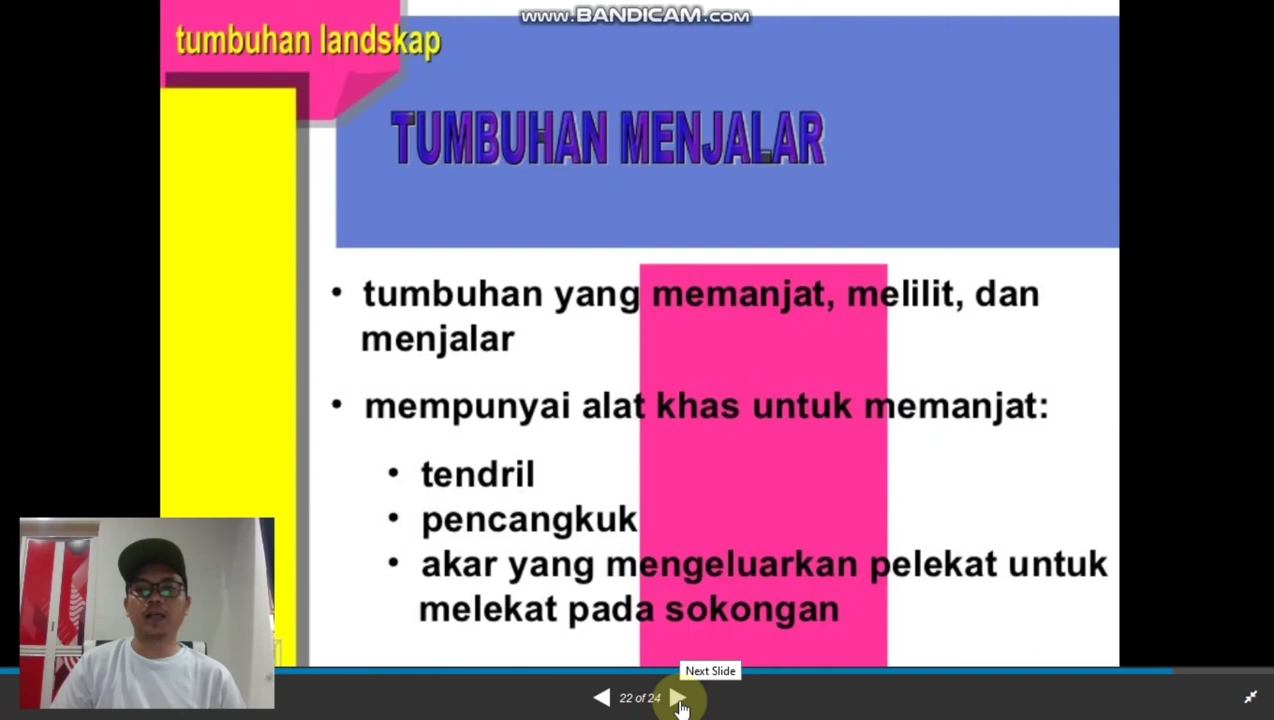 www.BANDICAM.com
tumbuhan landskap
TUMBUHAN MENJALAR
• tumbuhan yang memanjat, melilit, dan
menjalar
• mempunyai alat khas untuk memanjat:
• tendril
• pencangkuk
• akar yang mengeluarkan pelekat untuk
melekat pada sokongan
Next Slide
22 of 24